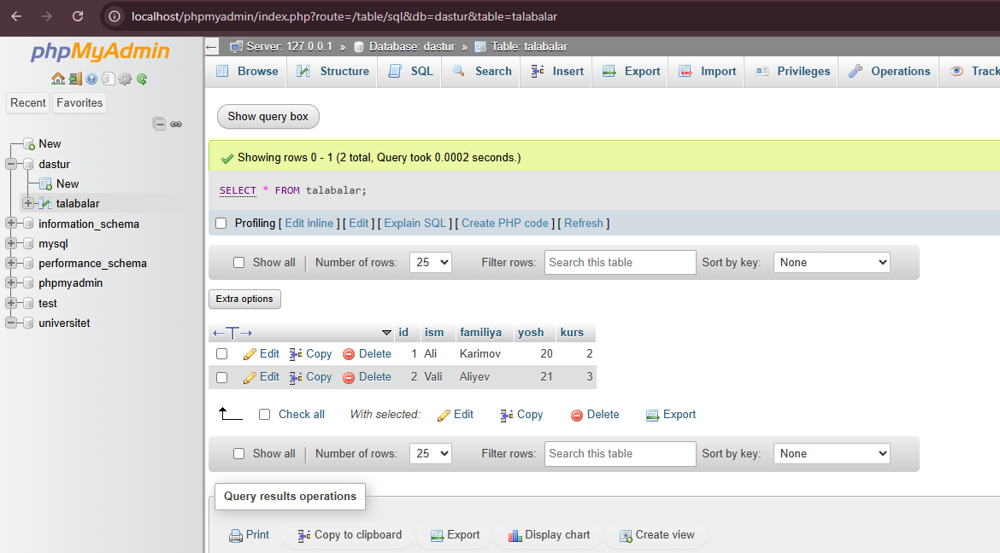 localhost/phpmyadmin/index.php?route=/table/sql&db=dastur&table=talabalar
phpMyAdmin
Recent Favorites
New
dastur
New
talabalar
information_schema
mysql
performance_schema
phpmyadmin
test
universitet
Server: 127.0.0.1 » Database: dastur » Table: talabalar
Browse Structure SQL Search Insert Export Import Privileges Operations Track
Show query box
Showing rows 0 - 1 (2 total, Query took 0.0002 seconds.)
SELECT * FROM talabalar;
Profiling [ Edit inline ] [ Edit ] [ Explain SQL ] [ Create PHP code ] [ Refresh ]
Show all Number of rows: 25 Filter rows: Search this table Sort by key: None
Extra options
id ism familiya yosh kurs
Edit Copy Delete 1 Ali Karimov 20 2
Edit Copy Delete 2 Vali Aliyev 21 3
Check all With selected: Edit Copy Delete Export
Show all Number of rows: 25 Filter rows: Search this table Sort by key: None
Query results operations
Print Copy to clipboard Export Display chart Create view